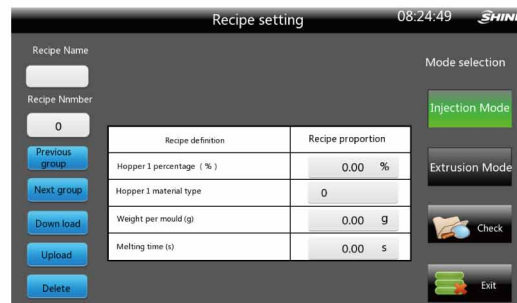 Recipe setting
08:24:49
SHINI
Recipe Name
Mode selection
Recipe Nnmber
0
Injection Mode
Previous
group
Next group
Down load
Upload
Delete
Recipe definition
Recipe proportion
Hopper 1 percentage ( % )
0.00 %
Hopper 1 material type
0
Weight per mould (g)
0.00 g
Melting time (s)
0.00 s
Extrusion Mode
Check
Exit